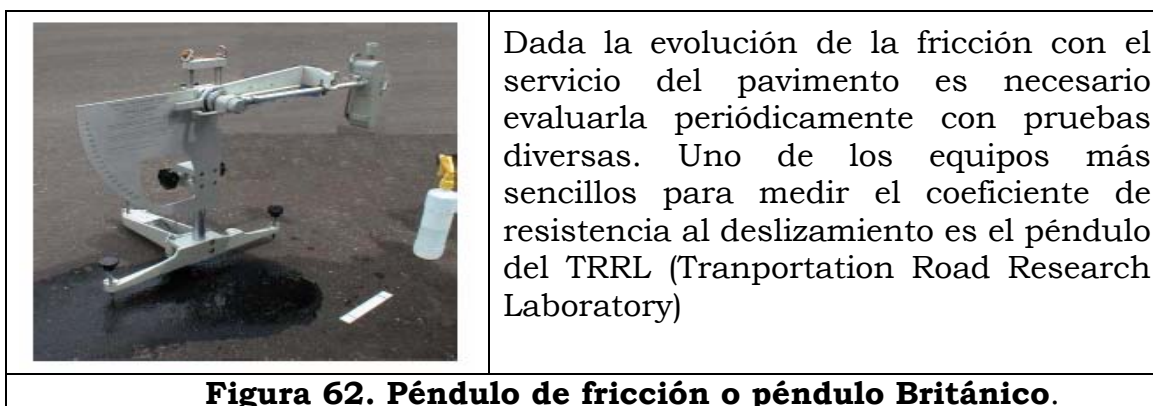 Dada la evolución de la fricción con el
servicio del pavimento es necesario
evaluarla periódicamente con pruebas
diversas. Uno de los equipos más
sencillos para medir el coeficiente de
resistencia al deslizamiento es el péndulo
del TRRL (Tranportation Road Research
Laboratory)
Figura 62. Péndulo de fricción o péndulo Británico.